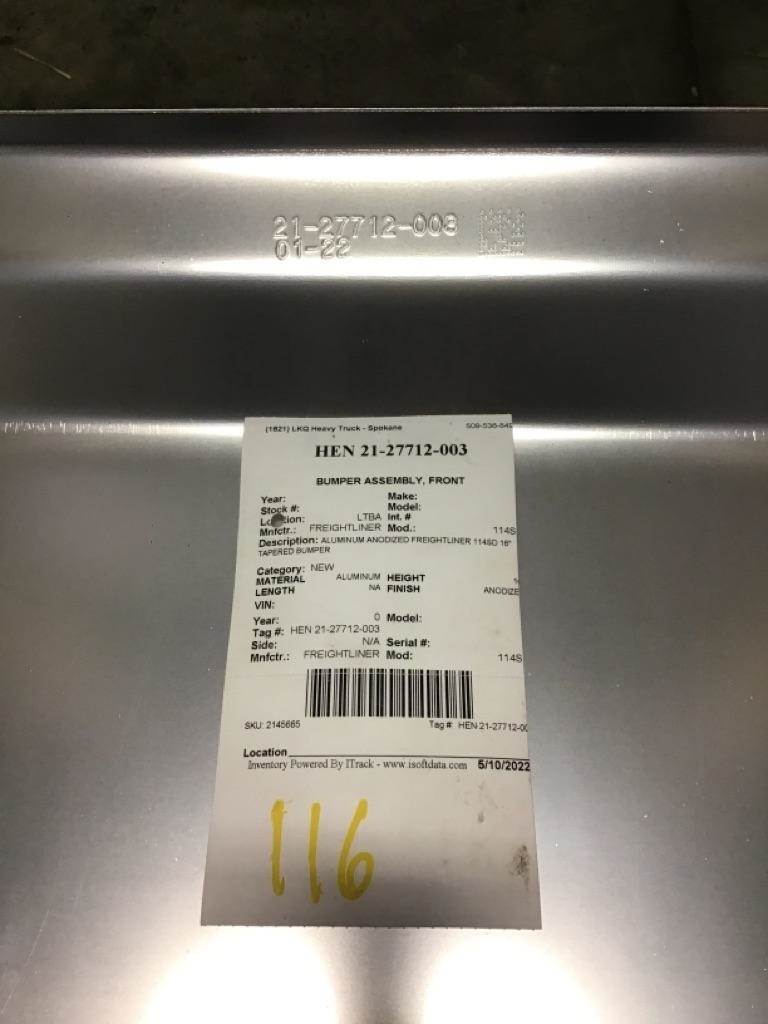 21-27712-003
01-22
(1621) LKQ Heavy Truck - Spokane 509-536-
HEN 21-27712-003
BUMPER ASSEMBLY, FRONT
Year: Make:
Stock #: Model:
LTBA Int. #
Mnfctr.: FREIGHTLINER Mod.: 114S
Description: ALUMINUM ANODIZED FREIGHTLINER 114SD 16"
TAPERED BUMPER
Category: NEW
MATERIAL ALUMINUM HEIGHT
LENGTH NA FINISH ANODIZE
VIN:
Year: 0 Model:
Tag #: HEN 21-27712-003
Side: N/A Serial #:
Mnfctr.: FREIGHTLINER Mod: 114S
SKU: 2145665 Tag #: HEN 21-27712-00
Location
Inventory Powered By ITrack - www.isoftdata.com 5/10/2022
116